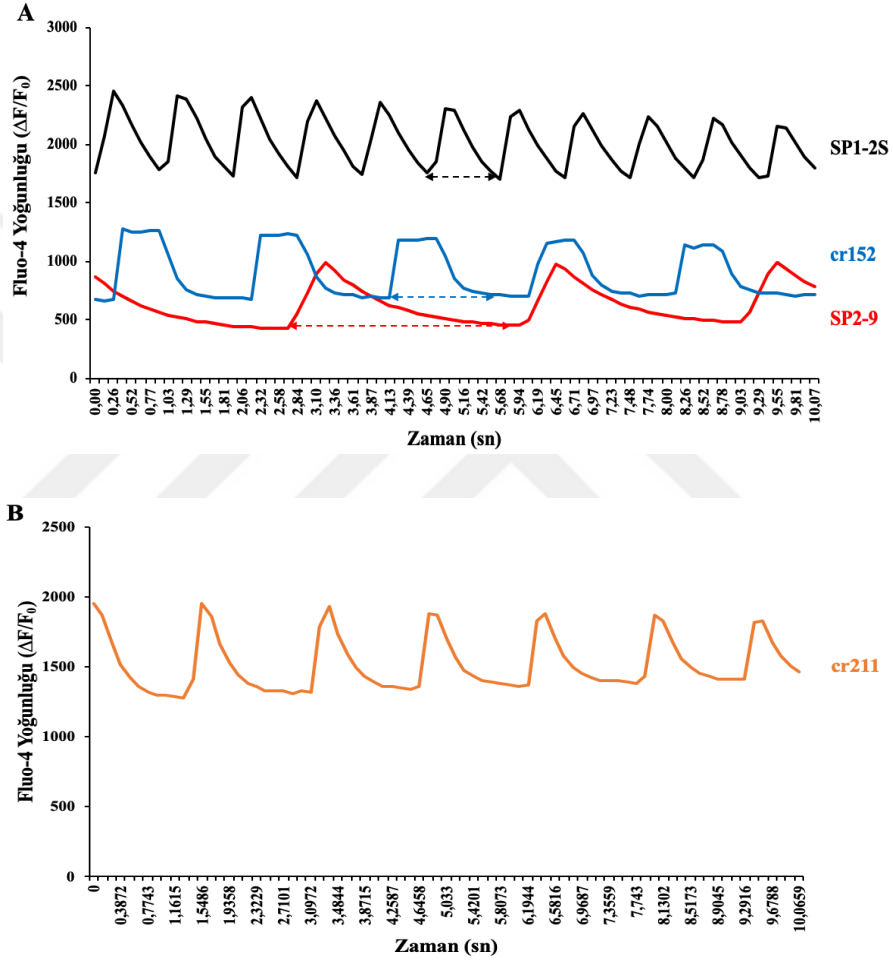 A
3000
2500
2000
1500
1000
500
0
Fluo-4 Yoğunluğu (ΔF/F0)
SP1-2S
cr152
SP2-9
0,00 0,26 0,52 0,77 1,03 1,29 1,55 1,81 2,06 2,32 2,58 2,84 3,10 3,36 3,61 3,87 4,13 4,39 4,65 4,90 5,16 5,42 5,68 5,94 6,19 6,45 6,71 6,97 7,23 7,48 7,74 8,00 8,26 8,52 8,78 9,03 9,29 9,55 9,81 10,07
Zaman (sn)
B
2500
2000
1500
1000
500
0
Fluo-4 Yoğunluğu (ΔF/F0)
cr211
0 0,3872 0,7743 1,1615 1,5486 1,9358 2,3229 2,7101 3,0972 3,4844 3,8715 4,2587 4,6458 5,033 5,4201 5,8073 6,1944 6,5816 6,9687 7,3559 7,743 8,1302 8,5173 8,9045 9,2916 9,6788 10,0659
Zaman (sn)